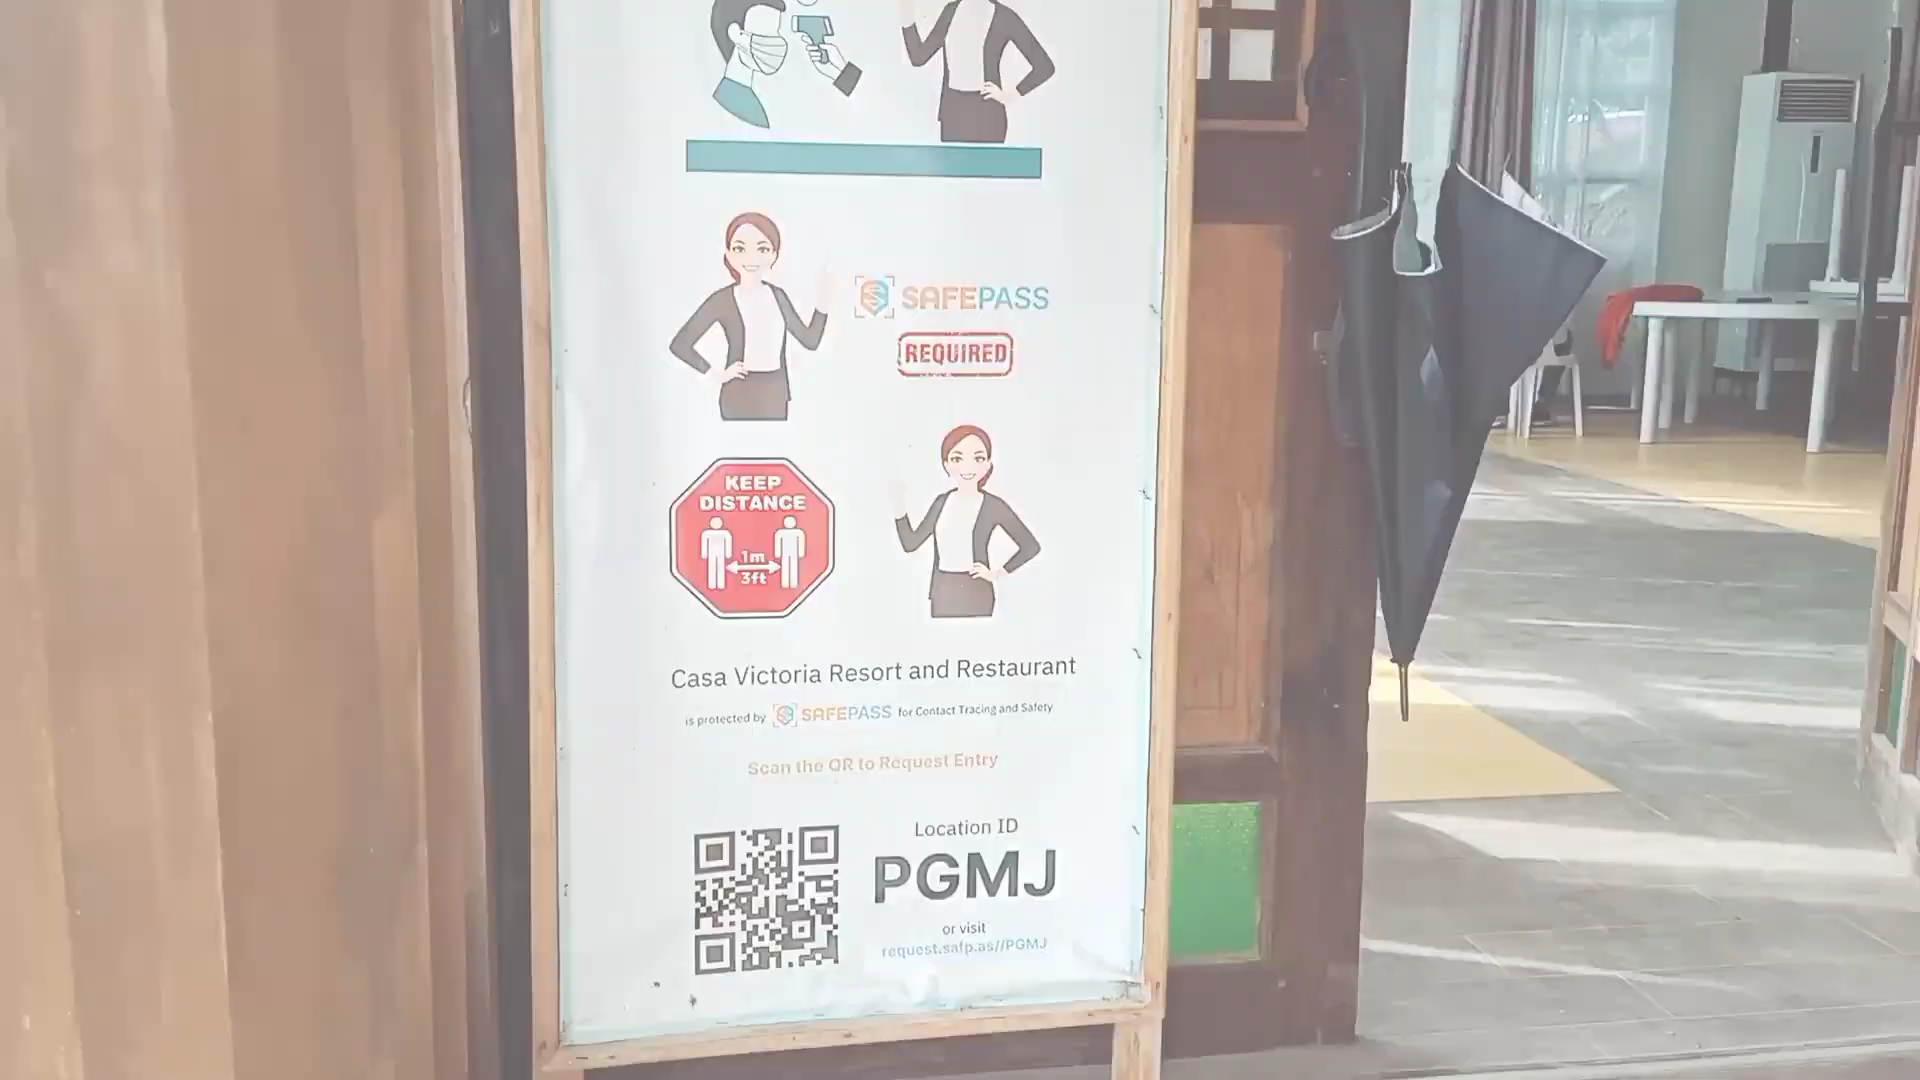 SAFEPASS
REQUIRED
KEEP
DISTANCE
1m
3ft
Casa Victoria Resort and Restaurant
is protected by SAFEPASS for Contact Tracing and Safety
Scan the QR to Request Entry
Location ID
PGMJ
or visit
request.safp.as//PGMJ